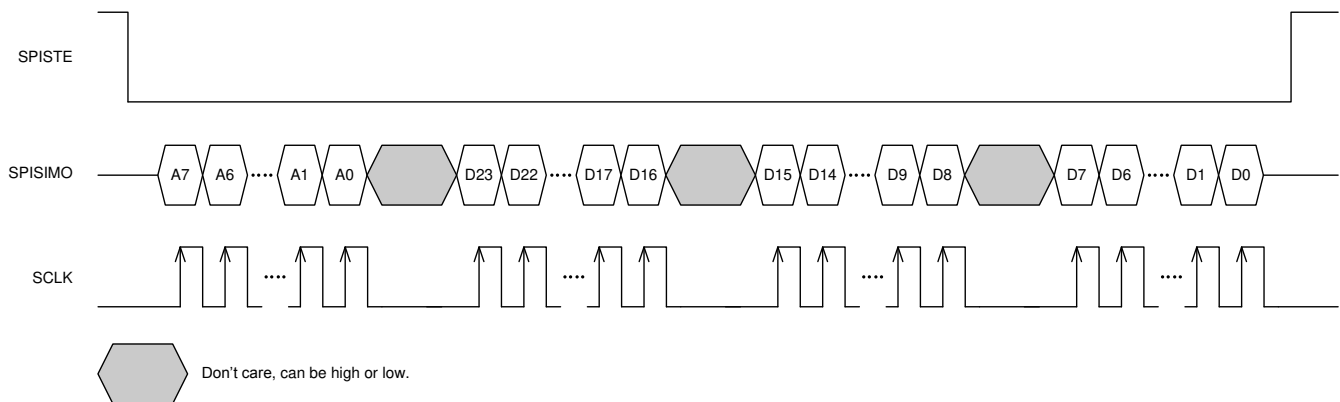 SPISTE
SPISIMO A7 A6 A1 A0 D23 D22 D17 D16 D15 D14 D9 D8 D7 D6 D1 D0
SCLK
Don't care, can be high or low.